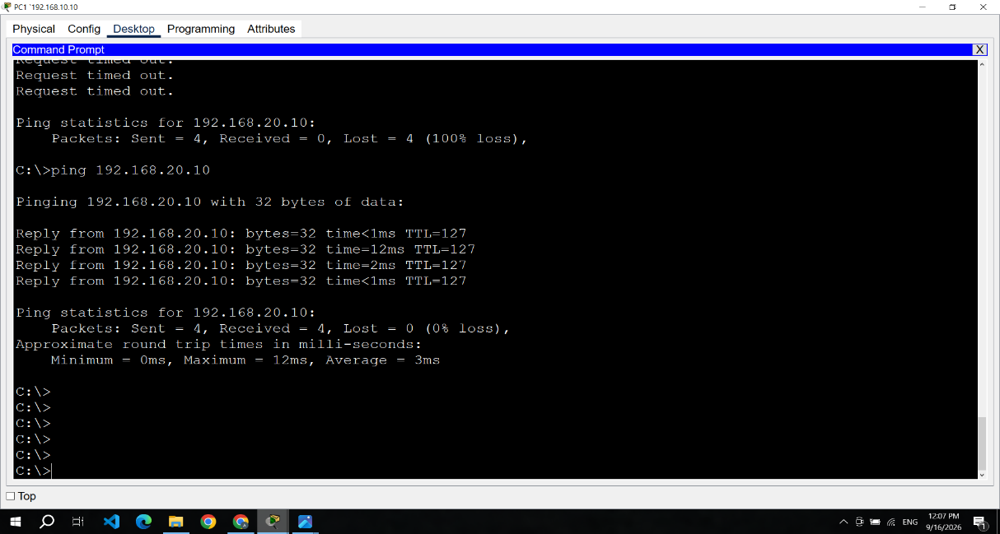 PC1 `192.168.10.10
Physical Config Desktop Programming Attributes
Command Prompt X
Request timed out.
Request timed out.
Request timed out.
Ping statistics for 192.168.20.10:
Packets: Sent = 4, Received = 0, Lost = 4 (100% loss),
C:\>ping 192.168.20.10
Pinging 192.168.20.10 with 32 bytes of data:
Reply from 192.168.20.10: bytes=32 time<1ms TTL=127
Reply from 192.168.20.10: bytes=32 time=12ms TTL=127
Reply from 192.168.20.10: bytes=32 time=2ms TTL=127
Reply from 192.168.20.10: bytes=32 time<1ms TTL=127
Ping statistics for 192.168.20.10:
Packets: Sent = 4, Received = 4, Lost = 0 (0% loss),
Approximate round trip times in milli-seconds:
Minimum = 0ms, Maximum = 12ms, Average = 3ms
C:\>
C:\>
C:\>
C:\>
C:\>
C:\>
Top
ENG
12:07 PM
9/16/2026
1